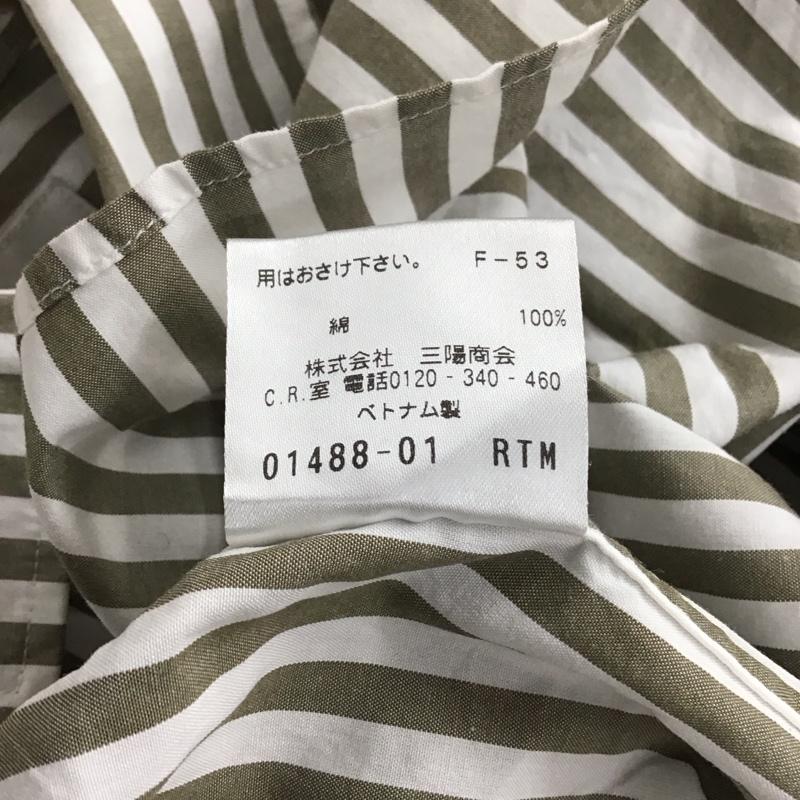 用はおさけ下さい。 F-53
綿 100%
株式会社 三陽商会
C.R.室 電話0120-340-460
ベトナム製
01488-01 RTM